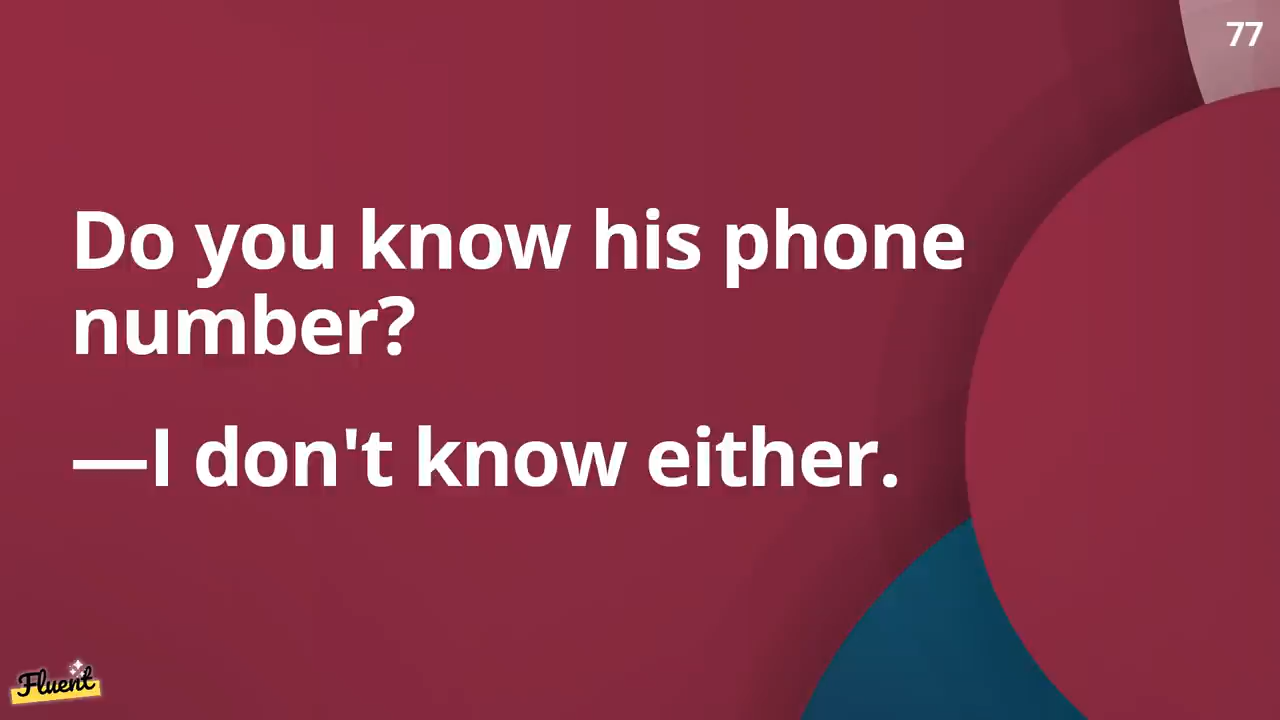 77
Do you know his phone
number?
—I don't know either.
Fluent